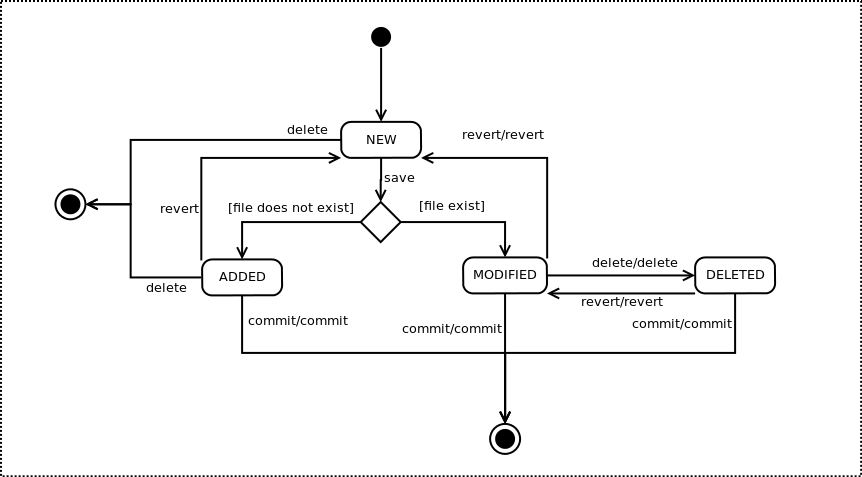 delete
NEW
revert/revert
save
revert
[file does not exist]
[file exist]
ADDED
MODIFIED
delete/delete
DELETED
delete
revert/revert
commit/commit
commit/commit
commit/commit